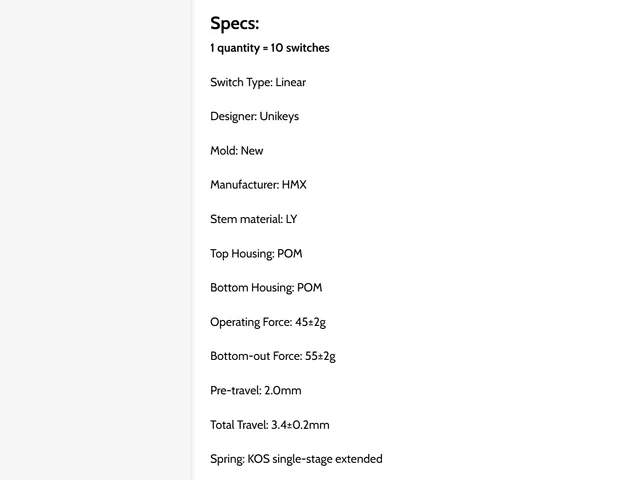 Specs:
1 quantity = 10 switches
Switch Type: Linear
Designer: Unikeys
Mold: New
Manufacturer: HMX
Stem material: LY
Top Housing: POM
Bottom Housing: POM
Operating Force: 45±2g
Bottom-out Force: 55±2g
Pre-travel: 2.0mm
Total Travel: 3.4±0.2mm
Spring: KOS single-stage extended